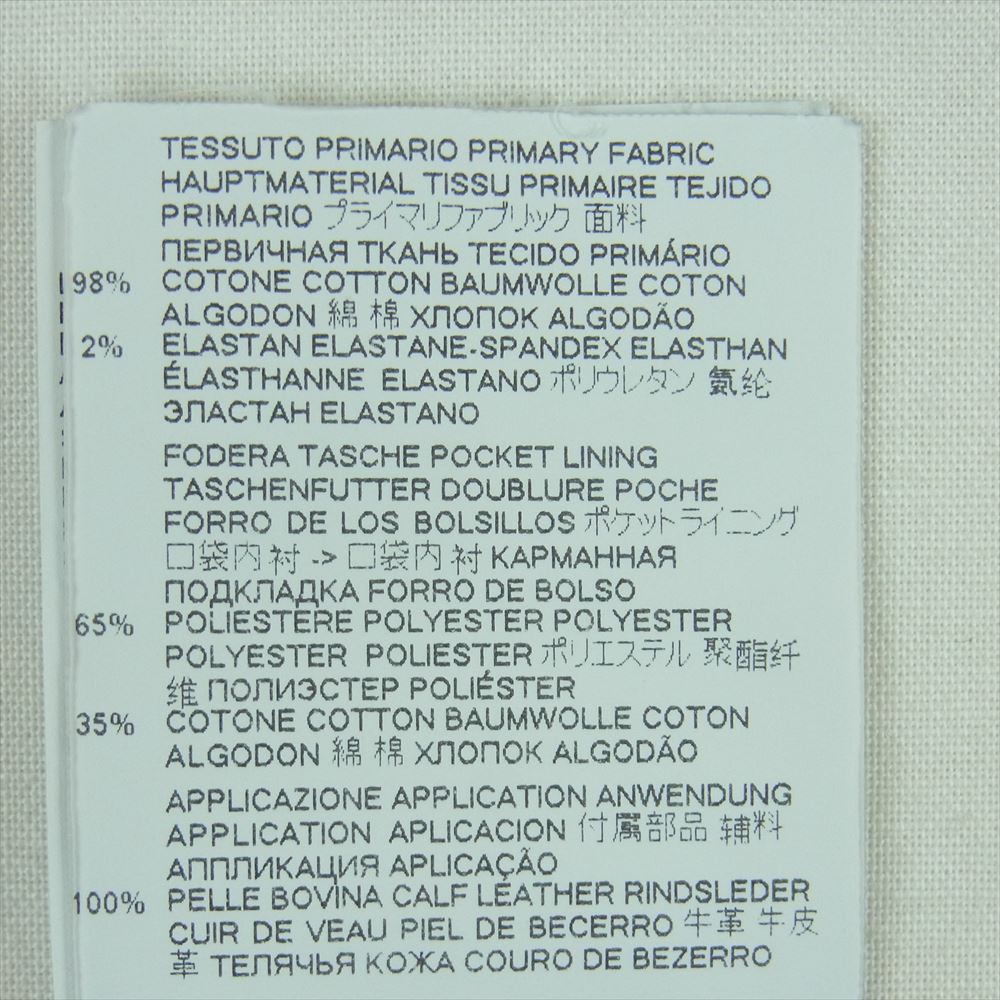 TESSUTO PRIMARIO PRIMARY FABRIC
HAUPTMATERIAL TISSU PRIMAIRE TEJIDO
PRIMARIO プライマリファブリック 面料
ПЕРВИЧНАЯ ТКАНЬ TECIDO PRIMÁRIO
98% COTONE COTTON BAUMWOLLE COTON
ALGODON 綿 棉 ХЛОПОК ALGODÃO
2% ELASTAN ELASTANE-SPANDEX ELASTHAN
ÉLASTHANNE ELASTANO ポリウレタン 氨纶
ЭЛАСТАН ELASTANO
FODERA TASCHE POCKET LINING
TASCHENFUTTER DOUBLURE POCHE
FORRO DE LOS BOLSILLOS ポケットライニング
口袋内衬 -> 口袋内衬 КАРМАННАЯ
ПОДКЛАДКА FORRO DE BOLSO
65% POLIESTERE POLYESTER POLYESTER
POLYESTER POLIESTER ポリエステル 聚酯纤
维 ПОЛИЭСТЕР POLIÉSTER
35% COTONE COTTON BAUMWOLLE COTON
ALGODON 綿 棉 ХЛОПОК ALGODÃO
APPLICAZIONE APPLICATION ANWENDUNG
APPLICATION APLICACION 付属部品 辅料
АППЛИКАЦИЯ APLICAÇÃO
100% PELLE BOVINA CALF LEATHER RINDSLEDER
CUIR DE VEAU PIEL DE BECERRO 牛革 牛皮
革 ТЕЛЯЧЬЯ КОЖА COURO DE BEZERRO